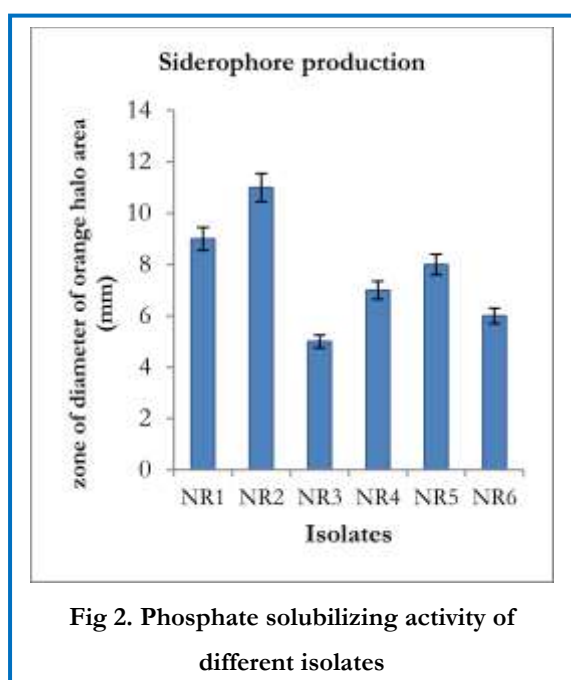 Siderophore production
zone of diameter of orange halo area
(mm)
14
12
10
8
6
4
2
0
NR1 NR2 NR3 NR4 NR5 NR6
Isolates
Fig 2. Phosphate solubilizing activity of
different isolates